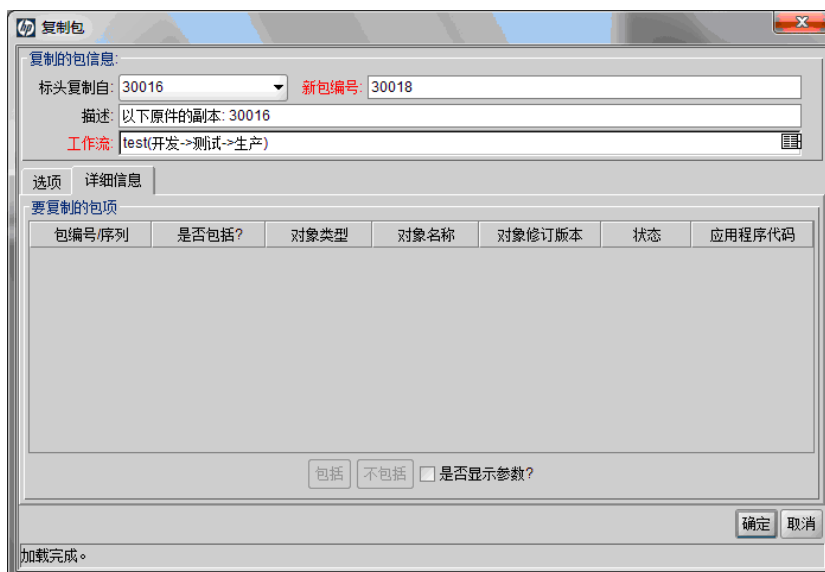 hp 复制包
复制的包信息:
标头复制自: 30016 新包编号: 30018
描述: 以下原件的副本: 30016
工作流: test(开发->测试->生产)
选项 详细信息
要复制的包项
包编号/序列 是否包括? 对象类型 对象名称 对象修订版本 状态 应用程序代码
包括 不包括 是否显示参数?
确定 取消
加载完成。